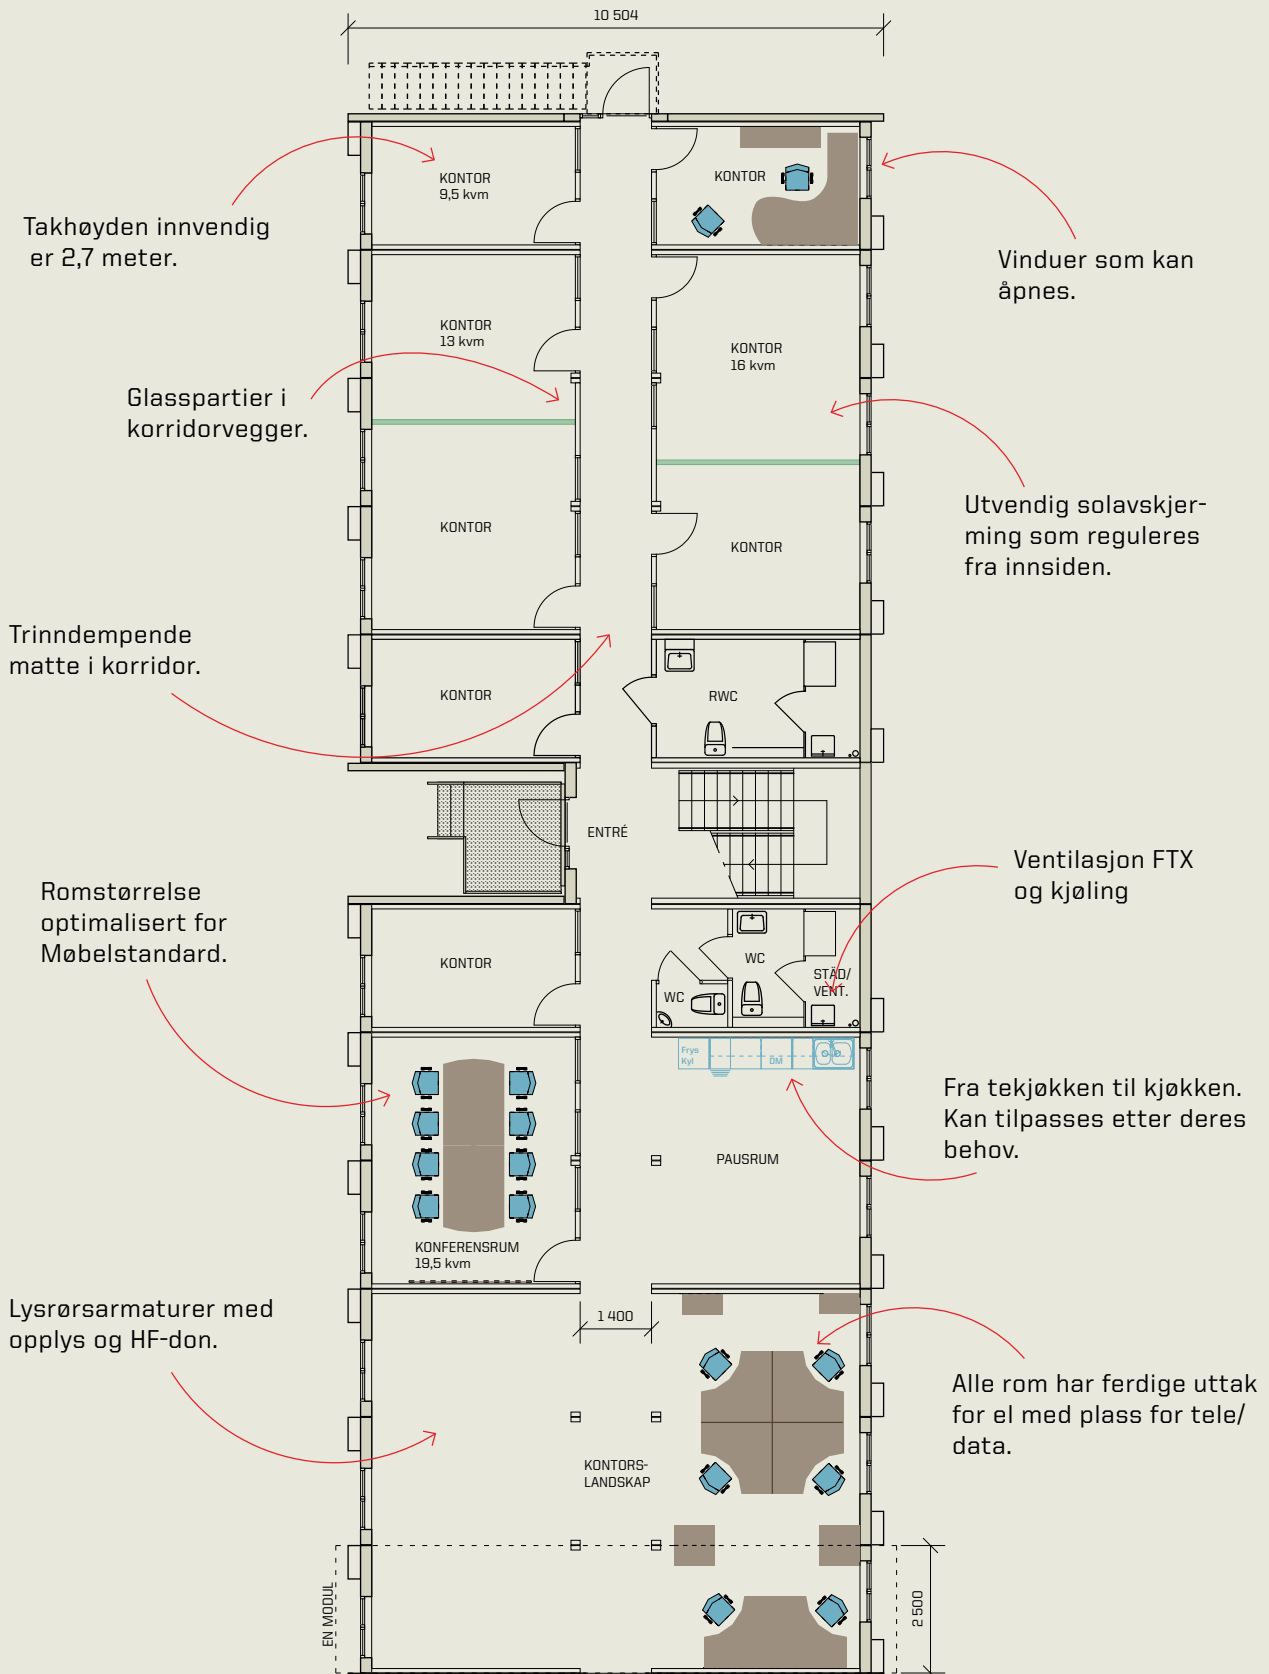 10 504
KONTOR
9,5 kvm
KONTOR
Takhøyden innvendig
er 2,7 meter.
Vinduer som kan
åpnes.
KONTOR
13 kvm
KONTOR
16 kvm
Glasspartier i
korridorvegger.
Utvendig solavskjer-
ming som reguleres
fra innsiden.
KONTOR
KONTOR
Trinndempende
matte i korridor.
KONTOR
RWC
ENTRÉ
Ventilasjon FTX
og kjøling
Romstørrelse
optimalisert for
Møbelstandard.
KONTOR
WC
STÄD/
VENT.
WC
Frys
Kyl
DM
Fra tekjøkken til kjøkken.
Kan tilpasses etter deres
behov.
PAUSRUM
KONFERENSRUM
19,5 kvm
Lysrørsarmaturer med
opplys og HF-don.
1 400
Alle rom har ferdige uttak
for el med plass for tele/
data.
KONTORS-
LANDSKAP
EN MODUL
2 500